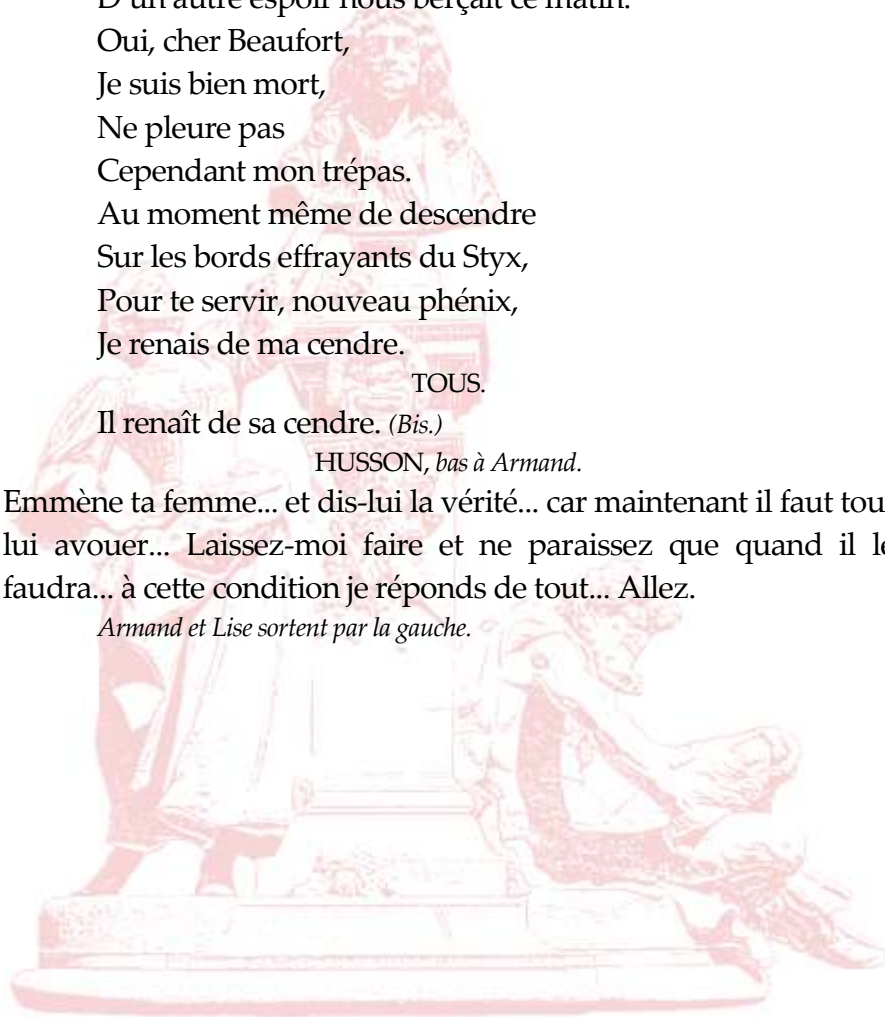 D'un autre espoir nous berçait ce matin.
Oui, cher Beaufort,
Je suis bien mort,
Ne pleure pas
Cependant mon trépas.
Au moment même de descendre
Sur les bords effrayants du Styx,
Pour te servir, nouveau phénix,
Je renais de ma cendre.
TOUS.
Il renaît de sa cendre. (Bis.)
HUSSON, bas à Armand.
Emmène ta femme... et dis-lui la vérité... car maintenant il faut tou
lui avouer... Laissez-moi faire et ne paraissez que quand il le
faudra... à cette condition je réponds de tout... Allez.
Armand et Lise sortent par la gauche.